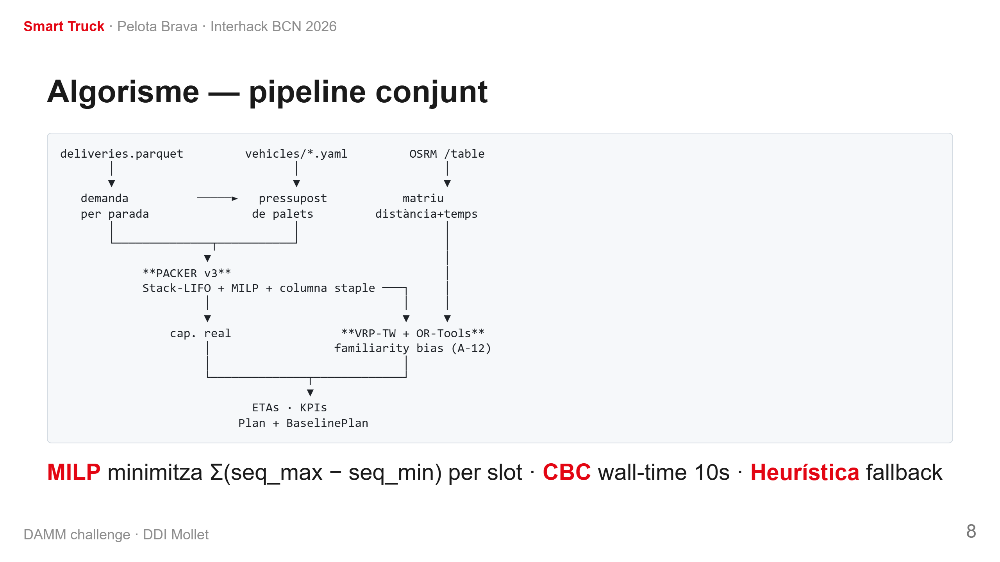 Smart Truck · Pelota Brava · Interhack BCN 2026
Algorisme — pipeline conjunt
deliveries.parquet vehicles/*.yaml OSRM /table
demanda ─────► pressupost matriu
per parada de palets distància+temps
**PACKER v3**
Stack-LIFO + MILP + columna staple
cap. real **VRP-TW + OR-Tools**
familiarity bias (A-12)
ETAs · KPIs
Plan + BaselinePlan
MILP minimitza Σ(seq_max − seq_min) per slot · CBC wall-time 10s · Heurística fallback
DAMM challenge · DDI Mollet
8